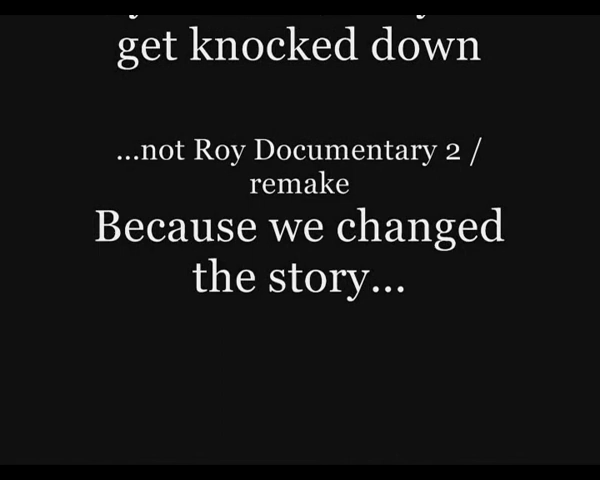 get knocked down
...not Roy Documentary 2 /
remake
Because we changed
the story...